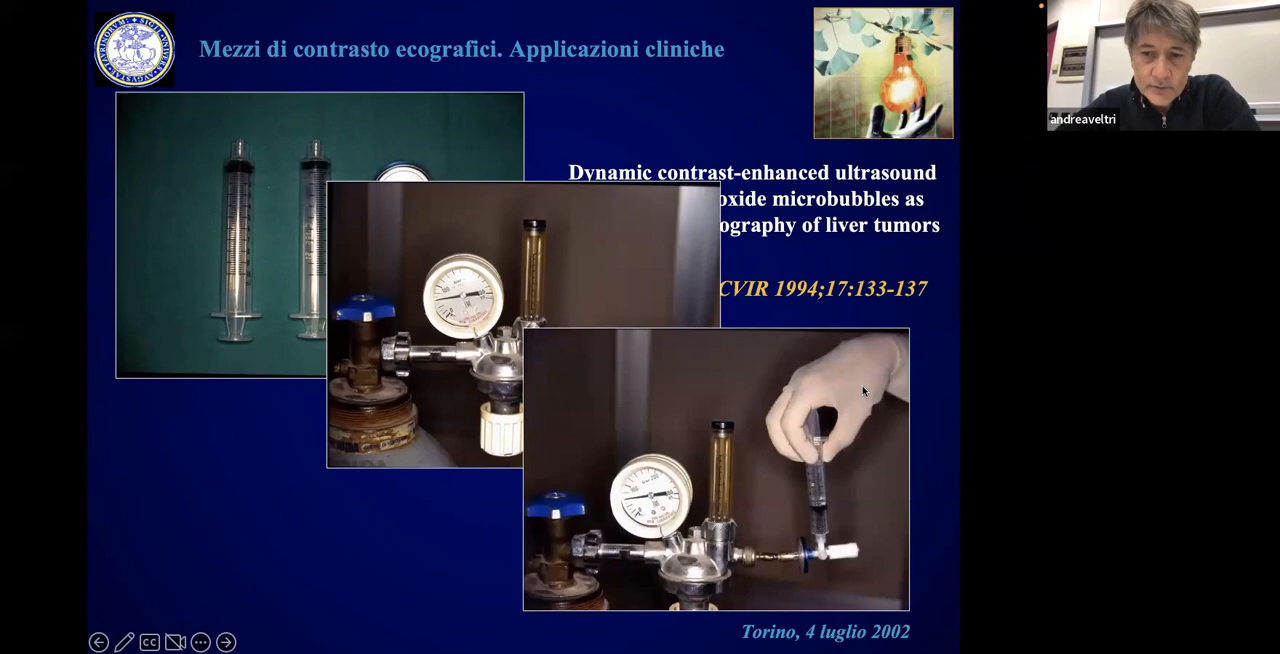 Mezzi di contrasto ecografici. Applicazioni cliniche
andreaveltri
Dynamic contrast-enhanced ultrasound
oxide microbubbles as
ography of liver tumors
CVIR 1994;17:133-137
CC
Torino, 4 luglio 2002